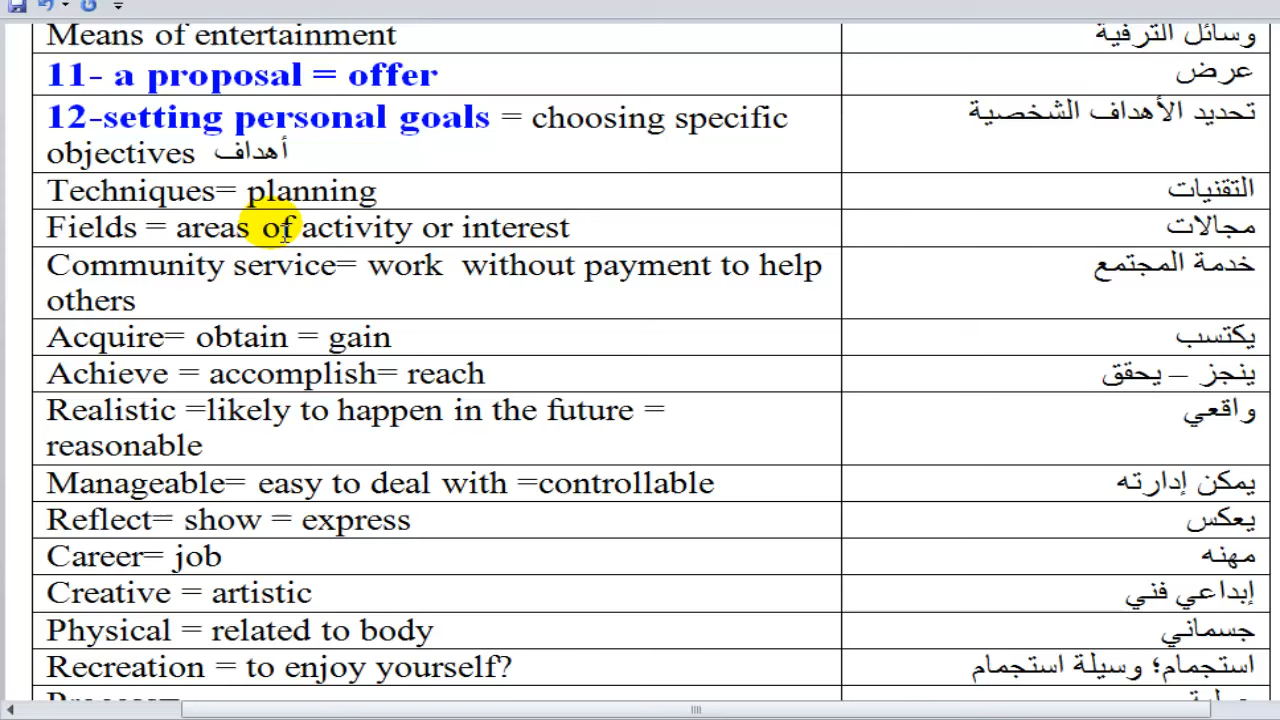 Means of entertainment وسائل الترفية
11- a proposal = offer عرض
12-setting personal goals = choosing specific تحديد الأهداف الشخصية
objectives أهداف
Techniques= planning التقنيات
Fields = areas of activity or interest مجالات
Community service= work without payment to help خدمة المجتمع
others
Acquire= obtain = gain يكتسب
Achieve = accomplish= reach ينجز – يحقق
Realistic =likely to happen in the future = واقعي
reasonable
Manageable= easy to deal with =controllable يمكن إدارته
Reflect= show = express يعكس
Career= job مهنه
Creative = artistic إبداعي فني
Physical = related to body جسماني
Recreation = to enjoy yourself? استجمام؛ وسيلة استجمام